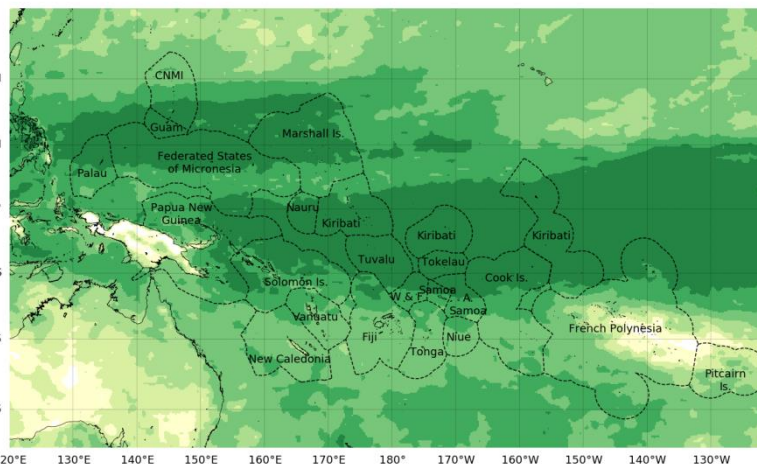 CNMI
Guam
Marshall Is.
Federated States
of Micronesia
Palau
Papua New
Guinea
Nauru
Kiribati
Kiribati
Kiribati
Tuvalu
Tokelau
Solomon Is.
Cook Is.
Samoa
W & F
A.
Samoa
Vanuatu
French Polynesia
Fiji
Niue
Tonga
New Caledonia
Pitcairn
Is.
20°E 130°E 140°E 150°E 160°E 170°E 180° 170°W 160°W 150°W 140°W 130°W